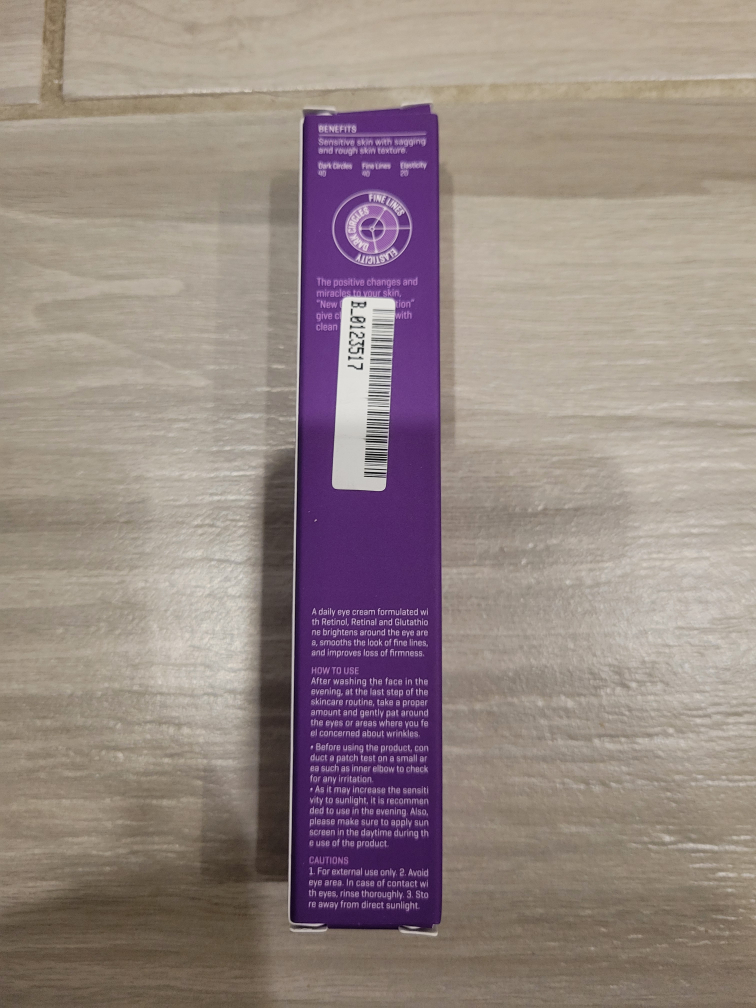 BENEFITS
Sensitive skin with sagging
and rough skin texture.
Dark Circles Fine Lines Elasticity
40 40 20
FINE LINES
DARK CIRCLES
ELASTICITY
The positive changes and
miracles to your skin,
"New tion"
give with
clean
B_0123517
A daily eye cream formulated wi
th Retinol, Retinal and Glutathio
ne brightens around the eye are
a, smooths the look of fine lines,
and improves loss of firmness.
HOW TO USE
After washing the face in the
evening, at the last step of the
skincare routine, take a proper
amount and gently pat around
the eyes or areas where you fe
el concerned about wrinkles.
• Before using the product, con
duct a patch test on a small ar
ea such as inner elbow to check
for any irritation.
• As it may increase the sensiti
vity to sunlight, it is recommen
ded to use in the evening. Also,
please make sure to apply sun
screen in the daytime during th
e use of the product.
CAUTIONS
1. For external use only. 2. Avoid
eye area. In case of contact wi
th eyes, rinse thoroughly. 3. Sto
re away from direct sunlight.